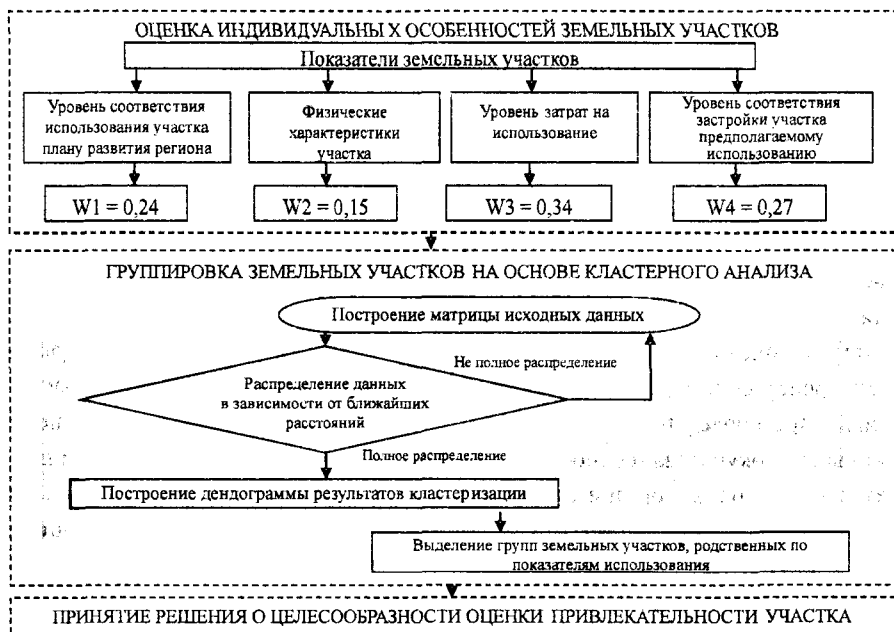 ОЦЕНКА ИНДИВИДУАЛЬНЫХ ОСОБЕННОСТЕЙ ЗЕМЕЛЬНЫХ УЧАСТКОВ
Показатели земельных участков
Уровень соответствия
использования участка
плану развития региона
Физические
характеристики
участка
Уровень затрат на
использование
Уровень соответствия
застройки участка
предполагаемому
использованию
W1 = 0,24
W2 = 0,15
W3 = 0,34
W4 = 0,27
ГРУППИРОВКА ЗЕМЕЛЬНЫХ УЧАСТКОВ НА ОСНОВЕ КЛАСТЕРНОГО АНАЛИЗА
Построение матрицы исходных данных
Не полное распределение
Распределение данных
в зависимости от ближайших
расстояний
Полное распределение
Построение дендограммы результатов кластеризации
Выделение групп земельных участков, родственных по
показателям использования
ПРИНЯТИЕ РЕШЕНИЯ О ЦЕЛЕСООБРАЗНОСТИ ОЦЕНКИ ПРИВЛЕКАТЕЛЬНОСТИ УЧАСТКА